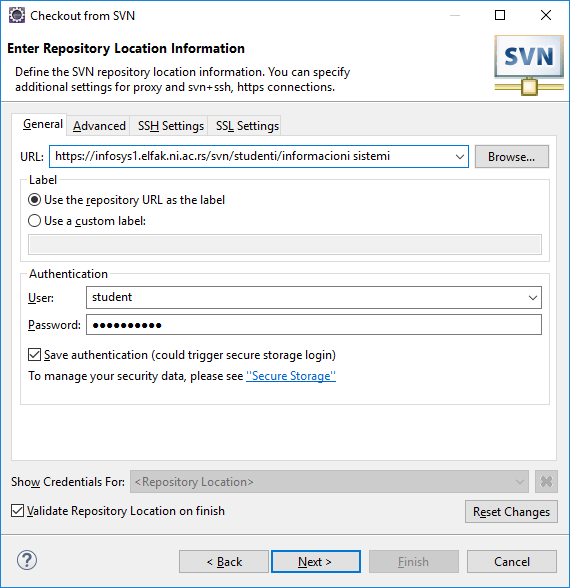 Checkout from SVN
Enter Repository Location Information
Define the SVN repository location information. You can specify
additional settings for proxy and svn+ssh, https connections.
SVN
General Advanced SSH Settings SSL Settings
URL: https://infosys1.elfak.ni.ac.rs/svn/studenti/informacioni sistemi Browse...
Label
Use the repository URL as the label
Use a custom label:
Authentication
User: student
Password: ●●●●●●●●●●
Save authentication (could trigger secure storage login)
To manage your security data, please see "Secure Storage"
Show Credentials For: <Repository Location>
Validate Repository Location on finish Reset Changes
? < Back Next > Finish Cancel